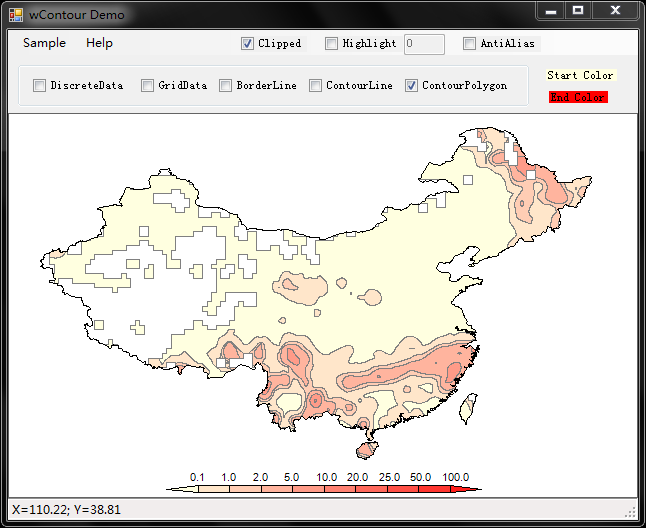 wContour Demo
Sample Help Clipped Highlight 0 AntiAlias
DiscreteData GridData BorderLine ContourLine ContourPolygon
Start Color
End Color
0.1 1.0 2.0 5.0 10.0 20.0 25.0 50.0 100.0
X=110.22; Y=38.81